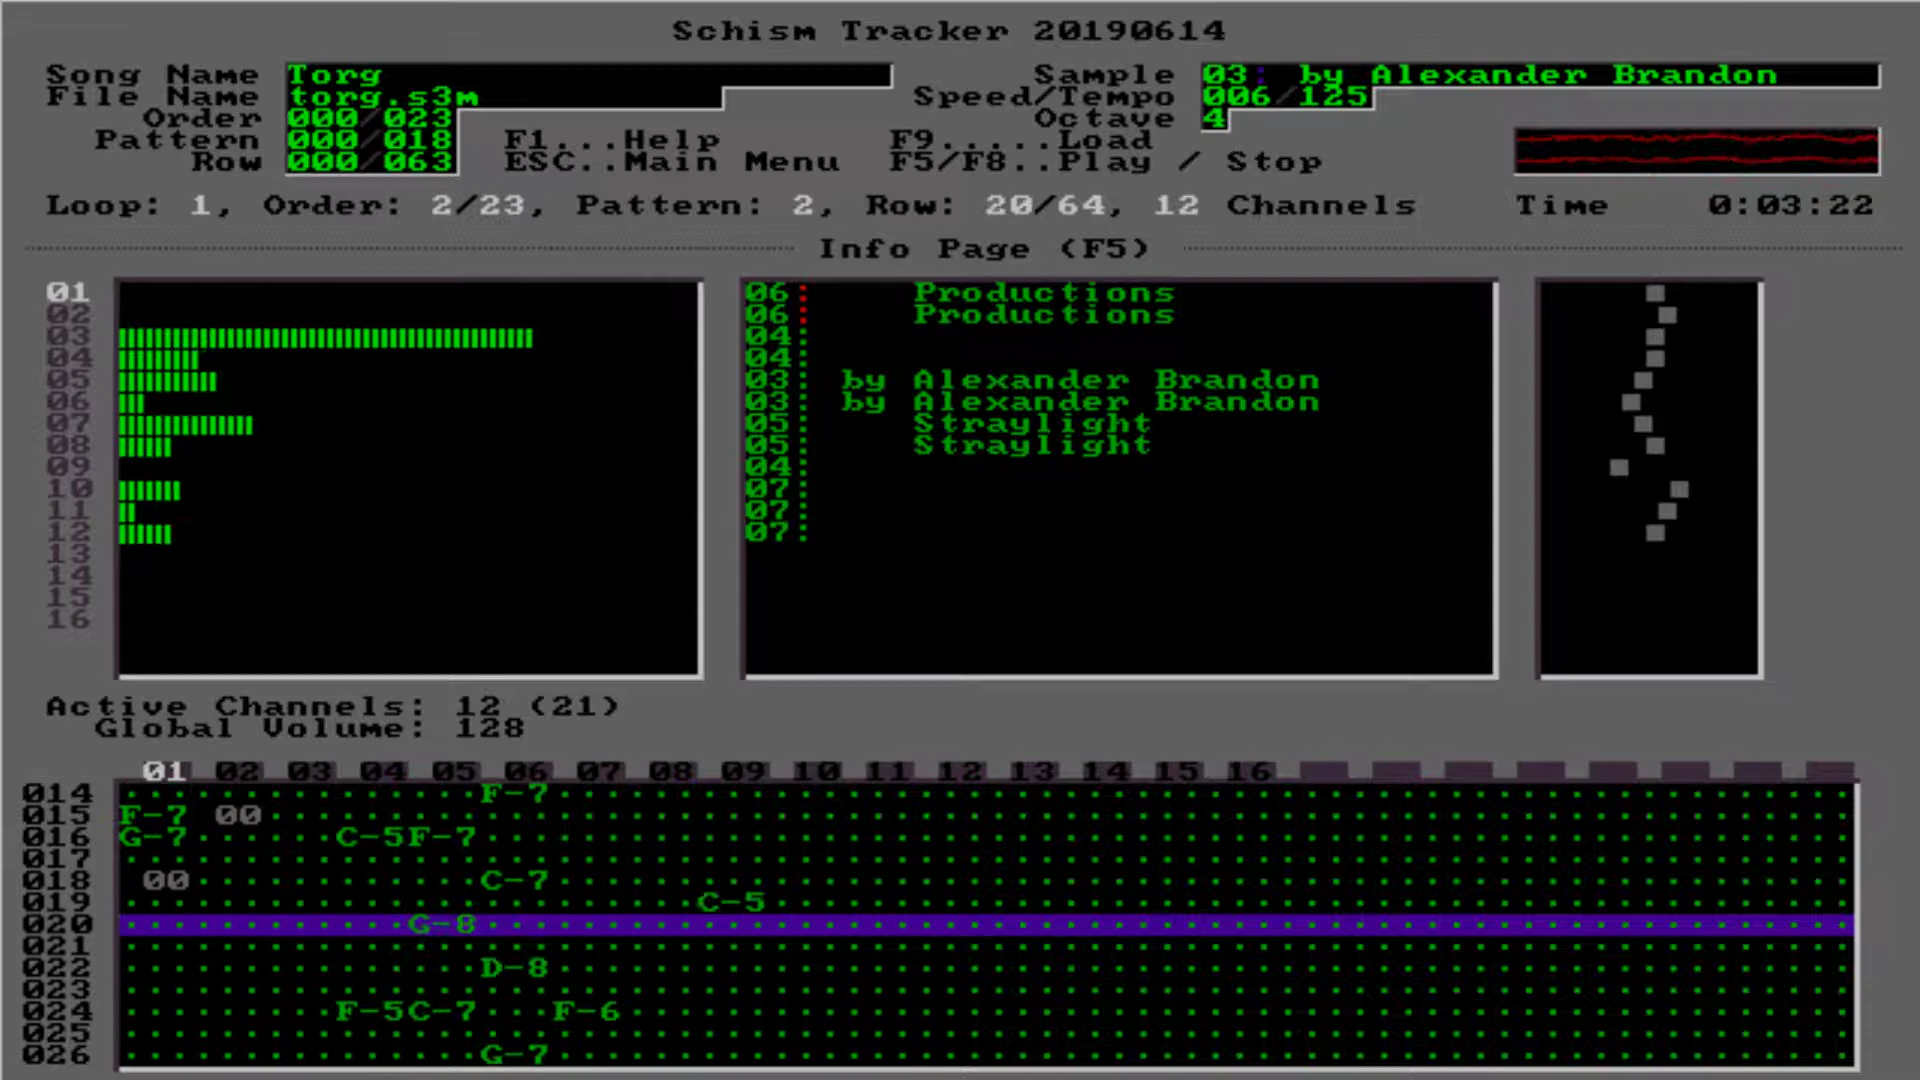 Schism Tracker 20190614
Song Name Torg Sample 03: by Alexander Brandon
File Name torg.s3m Speed/Tempo 006/125
Order 000/023 Octave 4
Pattern 000/018 F1...Help F9.....Load
Row 000/063 ESC..Main Menu F5/F8..Play / Stop
Loop: 1, Order: 2/23, Pattern: 2, Row: 20/64, 12 Channels Time 0:03:22
Info Page (F5)
01 06: Productions
02 06: Productions
03 04:
04 04:
05 03: by Alexander Brandon
06 03: by Alexander Brandon
07 05: Straylight
08 05: Straylight
09 04:
10 07:
11 07:
12 07:
13
14
15
16
Active Channels: 12 (21)
Global Volume: 128
01 02 03 04 05 06 07 08 09 10 11 12 13 14 15 16
014 F-7
015 F-7 00
016 G-7 C-5 F-7
017
018 00 C-7
019 C-5
020 G-8
021
022 D-8
023
024 F-5 C-7 F-6
025
026 G-7